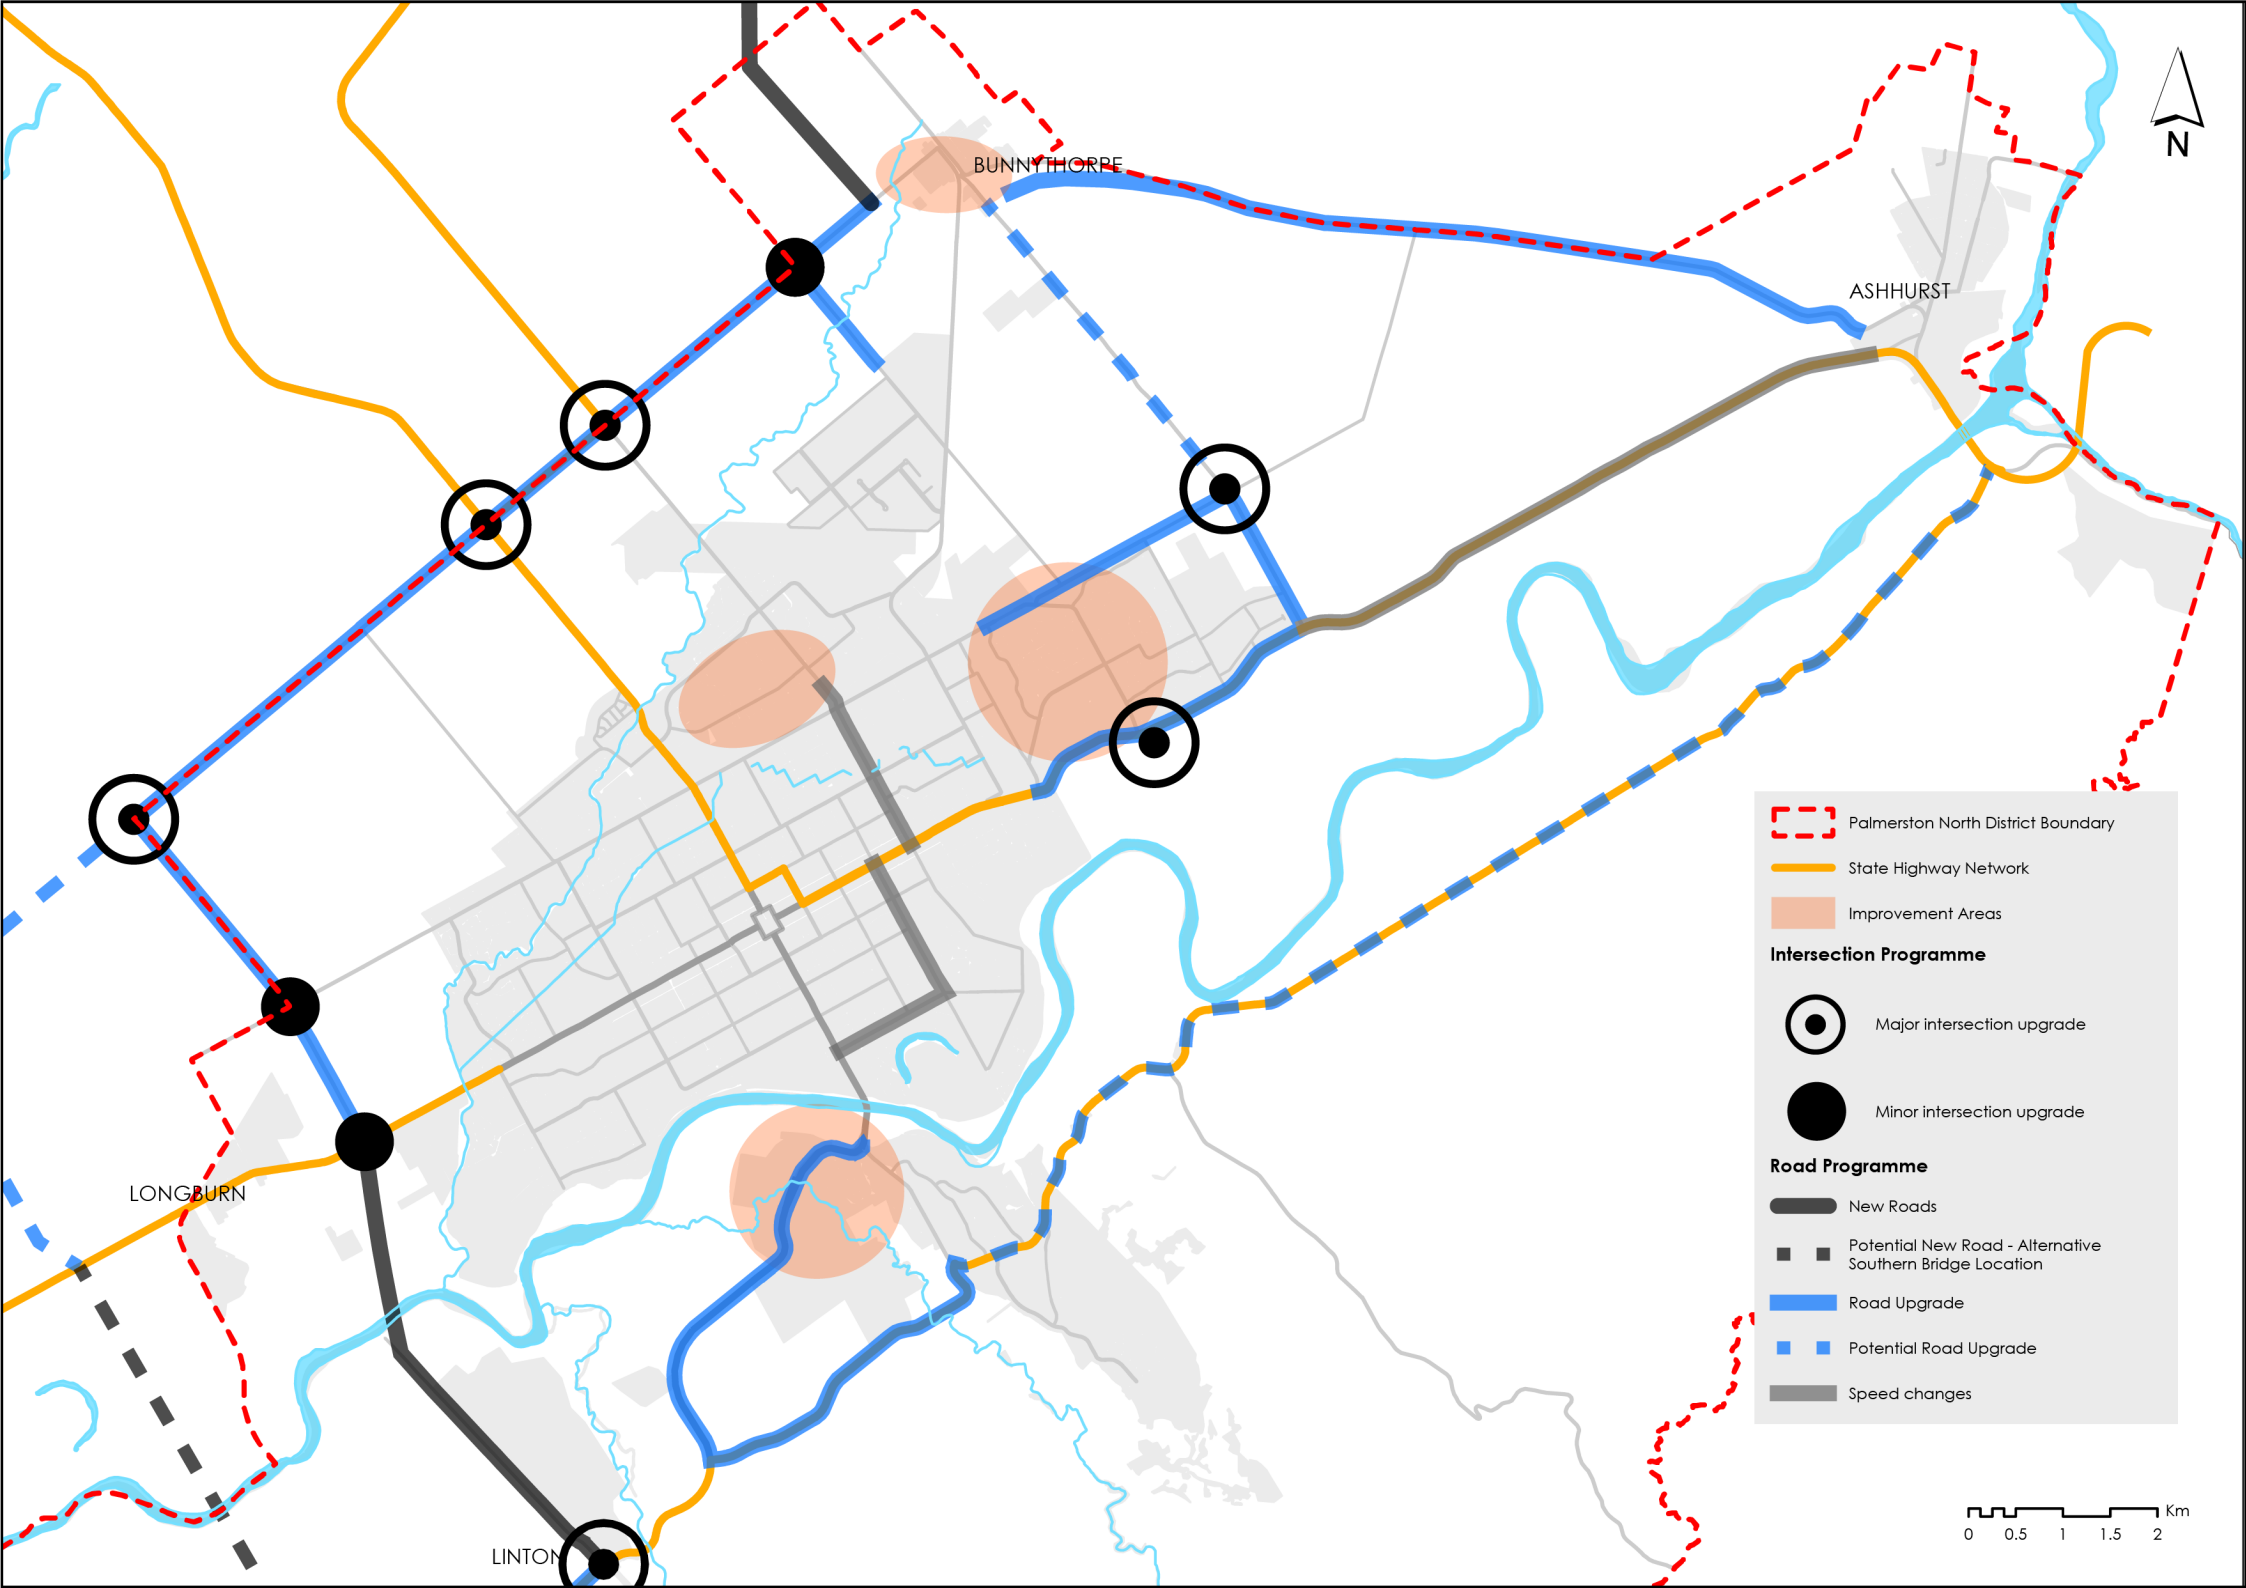 BUNNYTHORPE
N
ASHHURST
LONGBURN
LINTON
Palmerston North District Boundary
State Highway Network
Improvement Areas
Intersection Programme
Major intersection upgrade
Minor intersection upgrade
Road Programme
New Roads
Potential New Road - Alternative
Southern Bridge Location
Road Upgrade
Potential Road Upgrade
Speed changes
Km
0 0.5 1 1.5 2